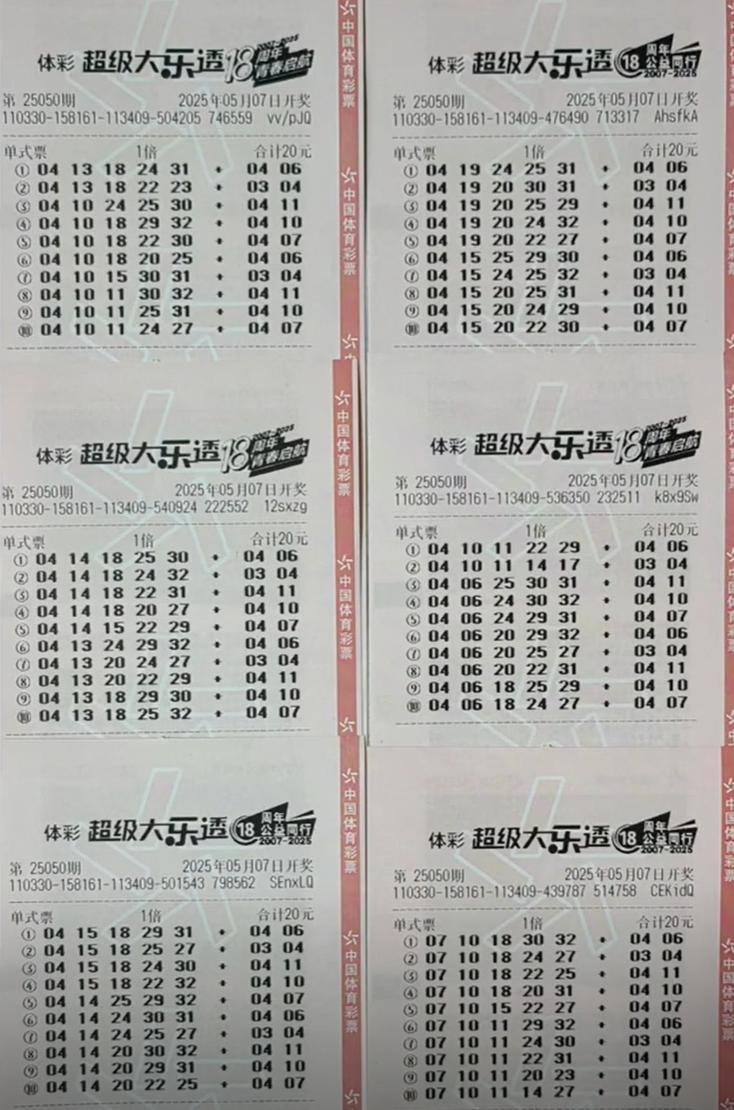 体彩 超级大乐透 18周年 青春启航 2007-2025
第 25050期 2025年05月07日开奖
110330-158161-113409-504205 746559 vv/pJQ
单式票 1倍 合计20元
① 04 13 18 24 31 + 04 06
② 04 13 18 22 23 + 03 04
③ 04 10 24 25 30 + 04 11
④ 04 10 18 29 32 + 04 10
⑤ 04 10 18 22 30 + 04 07
⑥ 04 10 18 20 25 + 04 06
⑦ 04 10 15 30 31 + 03 04
⑧ 04 10 11 30 32 + 04 11
⑨ 04 10 11 25 31 + 04 10
⑩ 04 10 11 24 27 + 04 07
中国体育彩票
中国体育彩票
体彩 超级大乐透 18周年 公益同行 2007-2025
第 25050期 2025年05月07日开奖
110330-158161-113409-476490 713317 AhsfkA
单式票 1倍 合计20元
① 04 19 24 25 31 + 04 06
② 04 19 20 30 31 + 03 04
③ 04 19 20 25 29 + 04 11
④ 04 19 20 24 32 + 04 10
⑤ 04 19 20 22 27 + 04 07
⑥ 04 15 25 29 30 + 04 06
⑦ 04 15 24 25 32 + 03 04
⑧ 04 15 20 25 31 + 04 11
⑨ 04 15 20 24 29 + 04 10
⑩ 04 15 20 22 30 + 04 07
中国体育彩票
体彩 超级大乐透 18周年 青春启航 2007-2025
第 25050期 2025年05月07日开奖
110330-158161-113409-540924 222552 12sxzg
单式票 1倍 合计20元
① 04 14 18 25 30 + 04 06
② 04 14 18 24 32 + 03 04
③ 04 14 18 22 31 + 04 11
④ 04 14 18 20 27 + 04 10
⑤ 04 14 15 22 29 + 04 07
⑥ 04 13 24 29 32 + 04 06
⑦ 04 13 20 24 27 + 03 04
⑧ 04 13 20 22 29 + 04 11
⑨ 04 13 18 29 30 + 04 10
⑩ 04 13 18 25 32 + 04 07
中国体育彩票
中国体育彩票
体彩 超级大乐透 18周年 青春启航 2007-2025
第 25050期 2025年05月07日开奖
110330-158161-113409-536350 232511 k8x9Sw
单式票 1倍 合计20元
① 04 10 11 22 29 + 04 06
② 04 10 11 14 17 + 03 04
③ 04 06 25 30 31 + 04 11
④ 04 06 24 30 32 + 04 10
⑤ 04 06 24 29 31 + 04 07
⑥ 04 06 20 29 32 + 04 06
⑦ 04 06 20 25 27 + 03 04
⑧ 04 06 20 22 31 + 04 11
⑨ 04 06 18 25 29 + 04 10
⑩ 04 06 18 24 27 + 04 07
体彩 超级大乐透 18周年 公益同行 2007-2025
第 25050期 2025年05月07日开奖
110330-158161-113409-501543 798562 SEnxLQ
单式票 1倍 合计20元
① 04 15 18 29 31 + 04 06
② 04 15 18 25 27 + 03 04
③ 04 15 18 24 30 + 04 11
④ 04 15 18 22 32 + 04 10
⑤ 04 14 25 29 32 + 04 07
⑥ 04 14 24 30 31 + 04 06
⑦ 04 14 24 25 27 + 03 04
⑧ 04 14 20 30 32 + 04 11
⑨ 04 14 20 29 31 + 04 10
⑩ 04 14 20 22 25 + 04 07
中国体育彩票
中国体育彩票
体彩 超级大乐透 18周年 公益同行 2007-2025
第 25050期 2025年05月07日开奖
110330-158161-113409-439787 514758 CEKidQ
单式票 1倍 合计20元
① 07 10 18 30 32 + 04 06
② 07 10 18 24 27 + 03 04
③ 07 10 18 22 25 + 04 11
④ 07 10 18 20 31 + 04 10
⑤ 07 10 15 22 27 + 04 07
⑥ 07 10 11 29 32 + 04 06
⑦ 07 10 11 24 30 + 03 04
⑧ 07 10 11 22 31 + 04 11
⑨ 07 10 11 20 23 + 04 10
⑩ 07 10 11 14 27 + 04 07